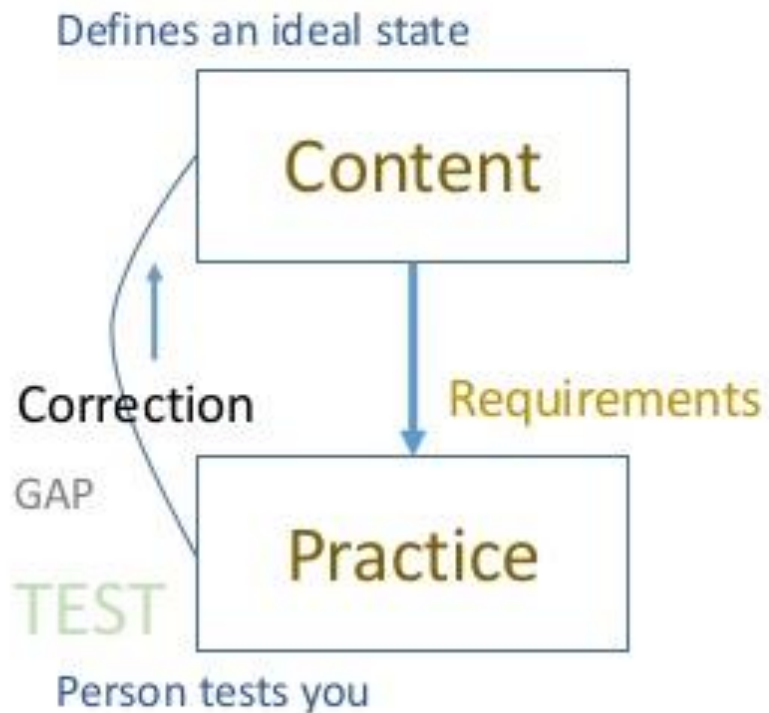 Defines an ideal state
Content
Correction
Requirements
GAP
Practice
TEST
Person tests you